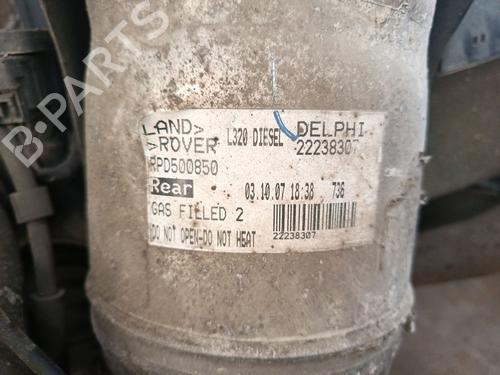 B-PARTS
LAND>
>ROVER
L320 DIESEL
DELPHI
22238307
RPD500850
Rear
03.10.07 18:38 736
GAS FILLED 2
DO NOT OPEN-DO NOT HEAT
22238307